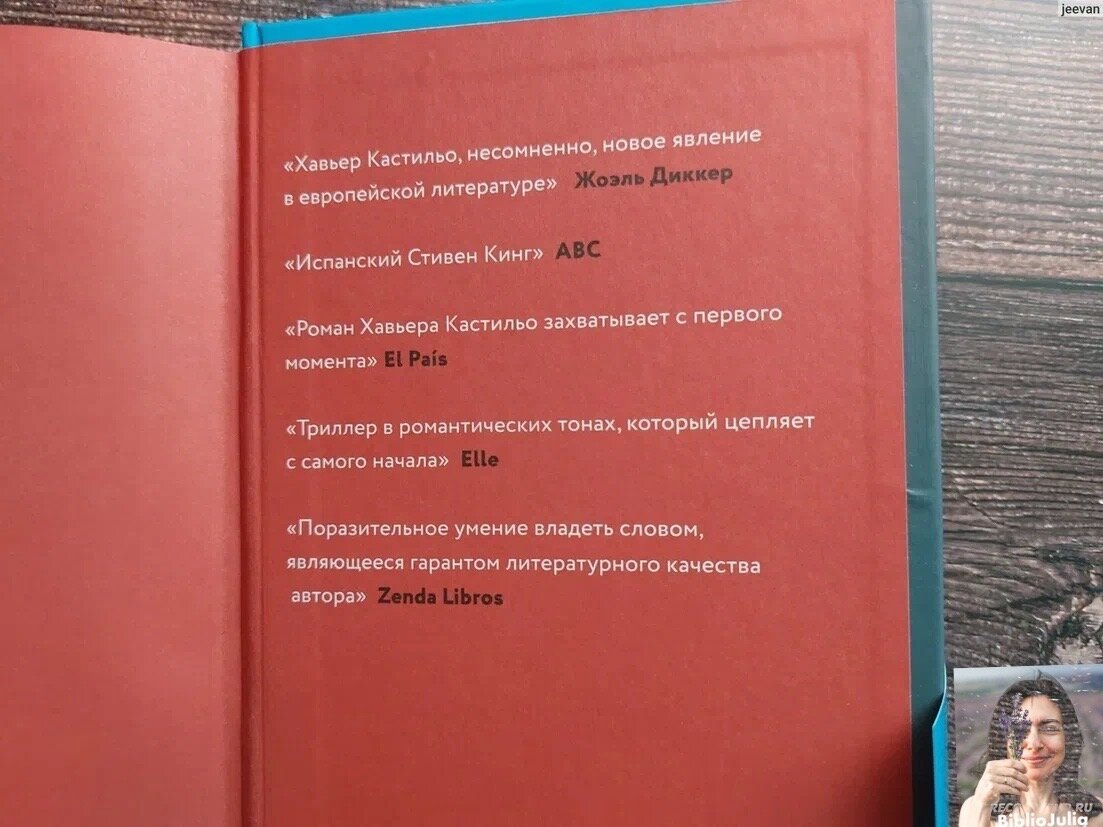 jeevan
«Хавьер Кастильо, несомненно, новое явление
в европейской литературе» Жоэль Диккер
«Испанский Стивен Кинг» ABC
«Роман Хавьера Кастильо захватывает с первого
момента» El País
«Триллер в романтических тонах, который цепляет
с самого начала» Elle
«Поразительное умение владеть словом,
являющееся гарантом литературного качества
автора» Zenda Libros
BiblioJulia